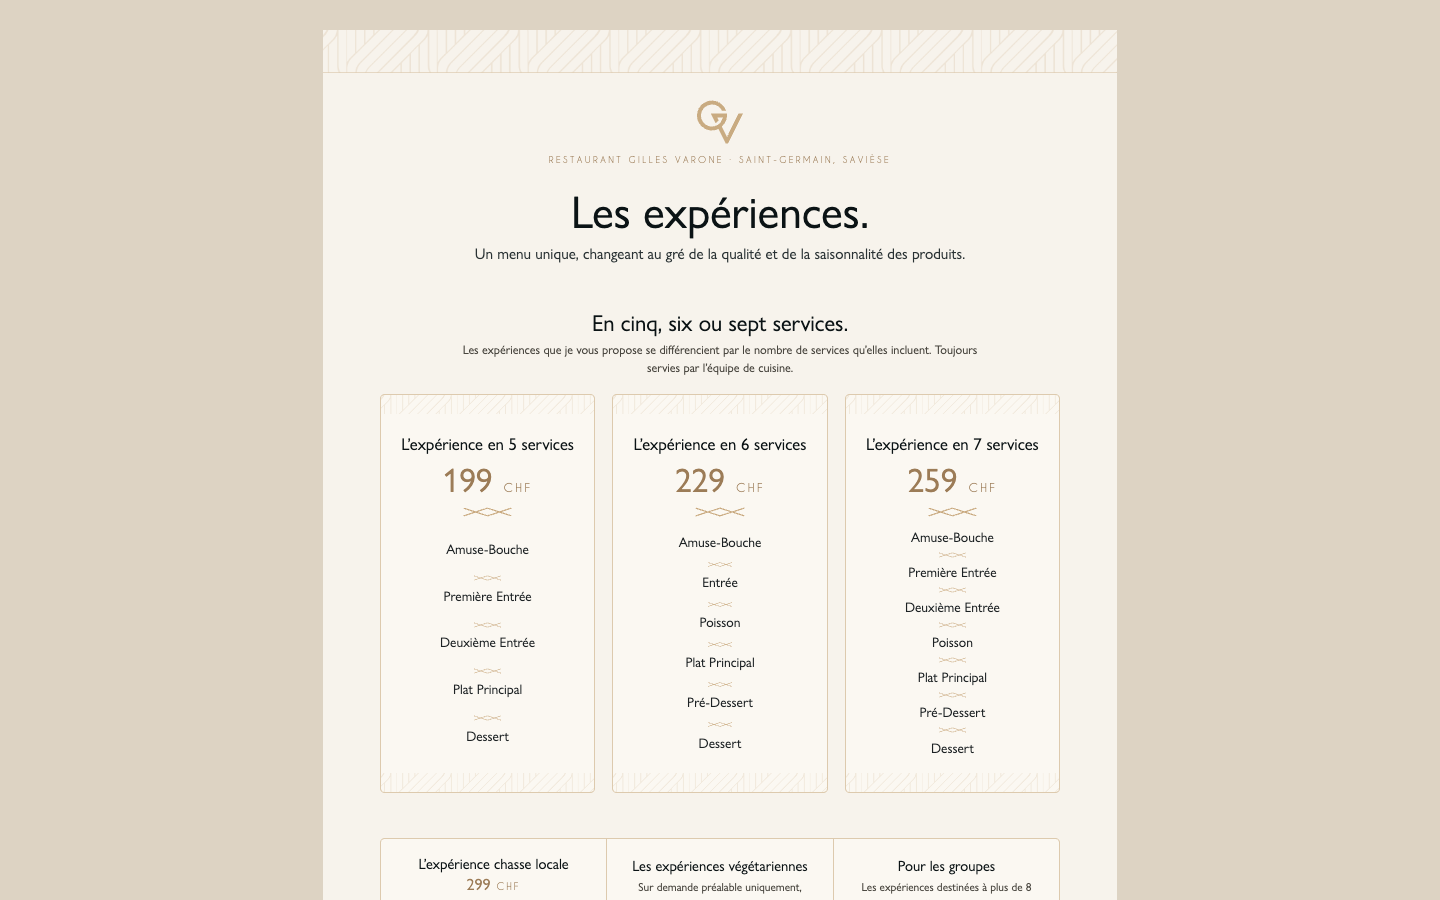 GV
RESTAURANT GILLES VARONE · SAINT-GERMAIN, SAVIÈSE
Les expériences.
Un menu unique, changeant au gré de la qualité et de la saisonnalité des produits.
En cinq, six ou sept services.
Les expériences que je vous propose se différencient par le nombre de services qu'elles incluent. Toujours
servies par l'équipe de cuisine.
L'expérience en 5 services
199 CHF
Amuse-Bouche
Première Entrée
Deuxième Entrée
Plat Principal
Dessert
L'expérience en 6 services
229 CHF
Amuse-Bouche
Entrée
Poisson
Plat Principal
Pré-Dessert
Dessert
L'expérience en 7 services
259 CHF
Amuse-Bouche
Première Entrée
Deuxième Entrée
Poisson
Plat Principal
Pré-Dessert
Dessert
L'expérience chasse locale
299 CHF
Les expériences végétariennes
Sur demande préalable uniquement,
Pour les groupes
Les expériences destinées à plus de 8